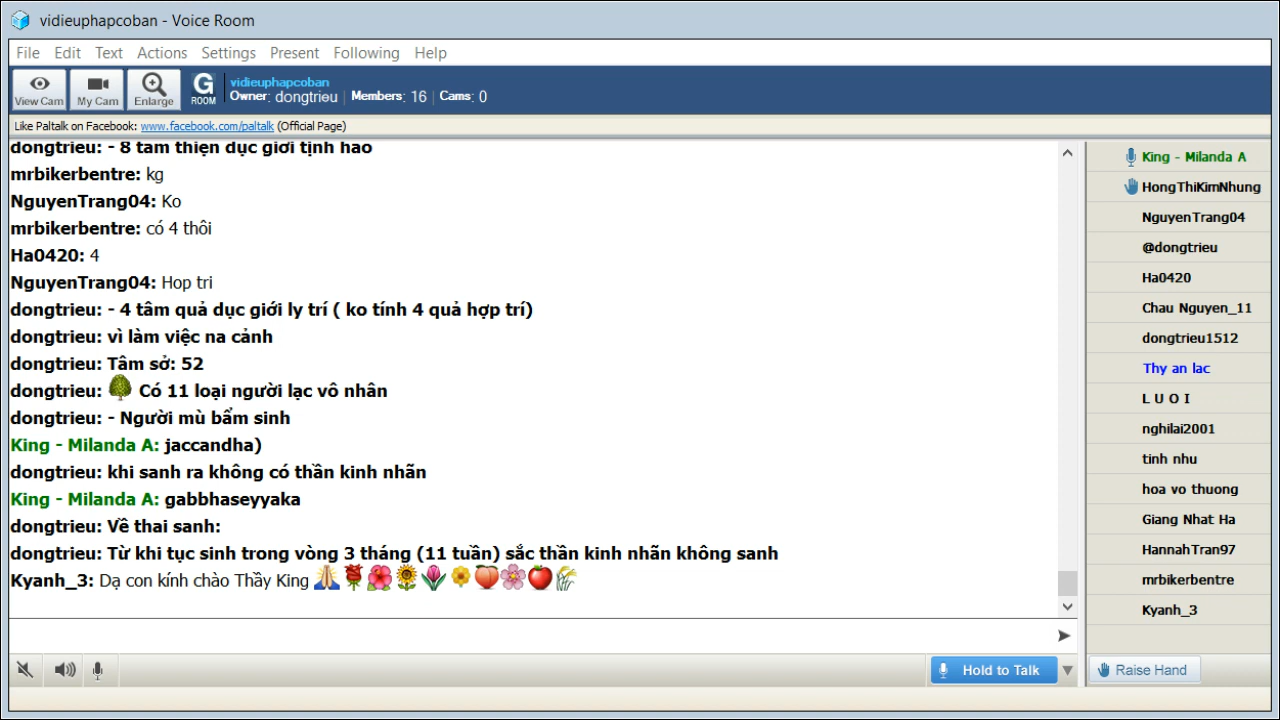 vidieuphapcoban - Voice Room
File Edit Text Actions Settings Present Following Help
View Cam My Cam Enlarge G ROOM
vidieuphapcoban
Owner: dongtrieu | Members: 16 | Cams: 0
Like Paltalk on Facebook: www.facebook.com/paltalk (Official Page)
dongtrieu: - 8 tâm thiện dục giới tịnh hảo
mrbikerbentre: kg
NguyenTrang04: Ko
mrbikerbentre: có 4 thôi
Ha0420: 4
NguyenTrang04: Hop tri
dongtrieu: - 4 tâm quả dục giới ly trí ( ko tính 4 quả hợp trí)
dongtrieu: vì làm việc na cảnh
dongtrieu: Tâm sở: 52
dongtrieu: Có 11 loại người lạc vô nhân
dongtrieu: - Người mù bẩm sinh
King - Milanda A: jaccandha)
dongtrieu: khi sanh ra không có thần kinh nhãn
King - Milanda A: gabbhaseyyaka
dongtrieu: Về thai sanh:
dongtrieu: Từ khi tục sinh trong vòng 3 tháng (11 tuần) sắc thần kinh nhãn không sanh
Kyanh_3: Dạ con kính chào Thầy King
King - Milanda A
HongThiKimNhung
NguyenTrang04
@dongtrieu
Ha0420
Chau Nguyen_11
dongtrieu1512
Thy an lac
L U O I
nghilai2001
tinh nhu
hoa vo thuong
Giang Nhat Ha
HannahTran97
mrbikerbentre
Kyanh_3
Hold to Talk
Raise Hand